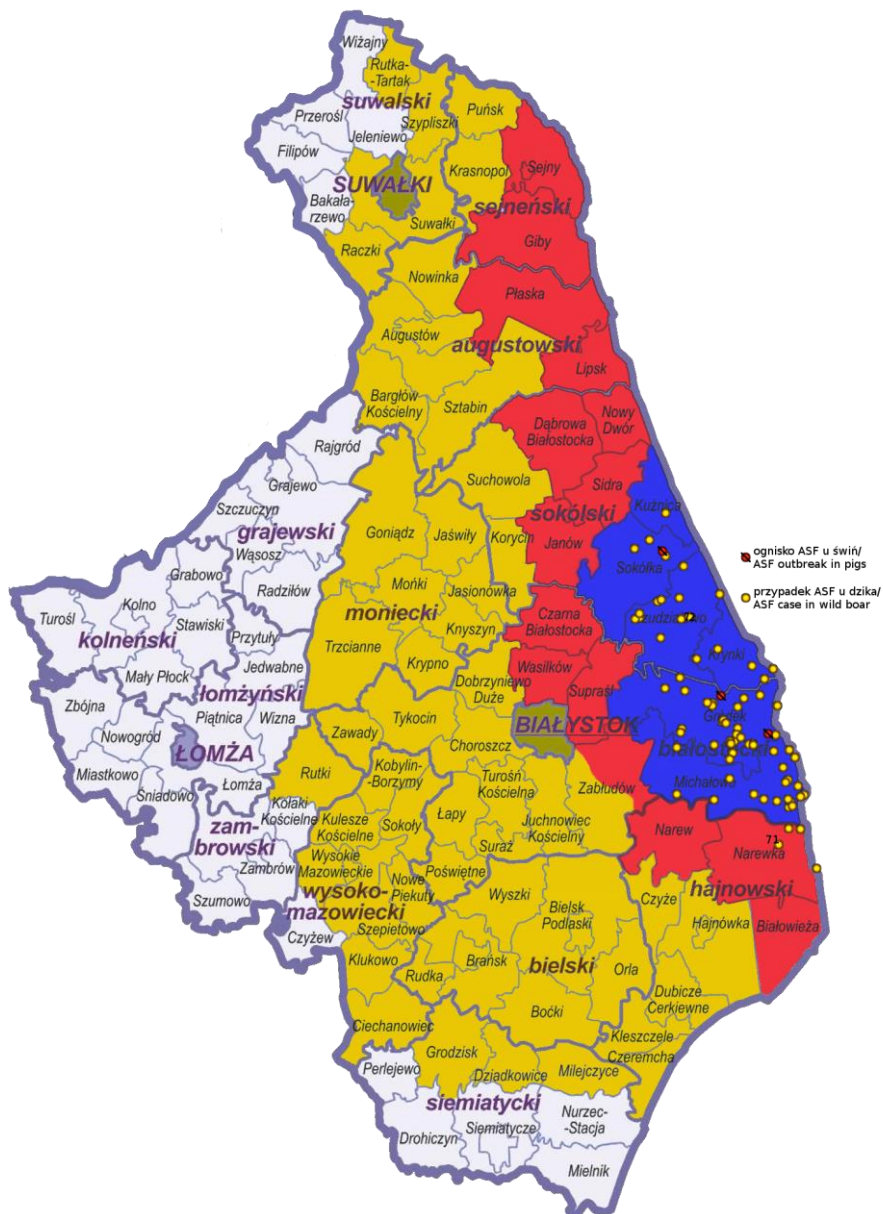 Wiżajny
Rutka-
-Tartak
suwalski
Przerośl
Szypliszki
Puńsk
Jeleniewo
Filipów
Krasnopol
Sejny
SUWAŁKI
Bakała-
rzewo
sejneński
Suwałki
Giby
Raczki
Nowinka
Płaska
Augustów
augustowski
Lipsk
Bargłów
Kościelny
Sztabin
Nowy
Dwór
Dąbrowa
Białostocka
Rajgród
Suchowola
Grajewo
Sidra
Szczuczyn
Kuźnica
grajewski
Goniądz
Jaświły
Korycin
sokólski
Janów
Wąsosz
ognisko ASF u świń/
ASF outbreak in pigs
Grabowo
Sokółka
Radziłów
Mońki
Jasionówka
przypadek ASF u dzika/
ASF case in wild boar
Kolno
Turośl
Stawiski
moniecki
Czarna
Białostocka
kolneński
Przytuły
Knyszyn
Trzcianne
Krynki
Mały Płock
Jedwabne
Krypno
Wasilków
Dobrzyniewo
Duże
Supraśl
łomżyński
Zbójna
Piątnica
Wizna
Tykocin
Gródek
Nowogród
Zawady
BIAŁYSTOK
ŁOMŻA
Choroszcz
białostocki
Miastkowo
Łomża
Rutki
Kobylin-
-Borzymy
Turośń
Kościelna
Zabłudów
Michałowo
Śniadowo
Kołaki
Kościelne
Łapy
Kulesze
Kościelne
Sokoły
Juchnowiec
Kościelny
zam-
browski
Suraż
Narew
71
Narewka
Wysokie
Mazowieckie
Zambrów
Poświętne
Nowe
Piekuty
hajnowski
wysoko-
mazowiecki
Szumowo
Wyszki
Czyże
Bielsk
Podlaski
Hajnówka
Białowieża
Szepietowo
Czyżew
Klukowo
Brańsk
bielski
Orla
Rudka
Dubicze
Cerkiewne
Boćki
Ciechanowiec
Kleszczele
Grodzisk
Czeremcha
Perlejewo
Dziadkowice
Milejczyce
siemiatycki
Nurzec-
-Stacja
Siemiatycze
Drohiczyn
Mielnik